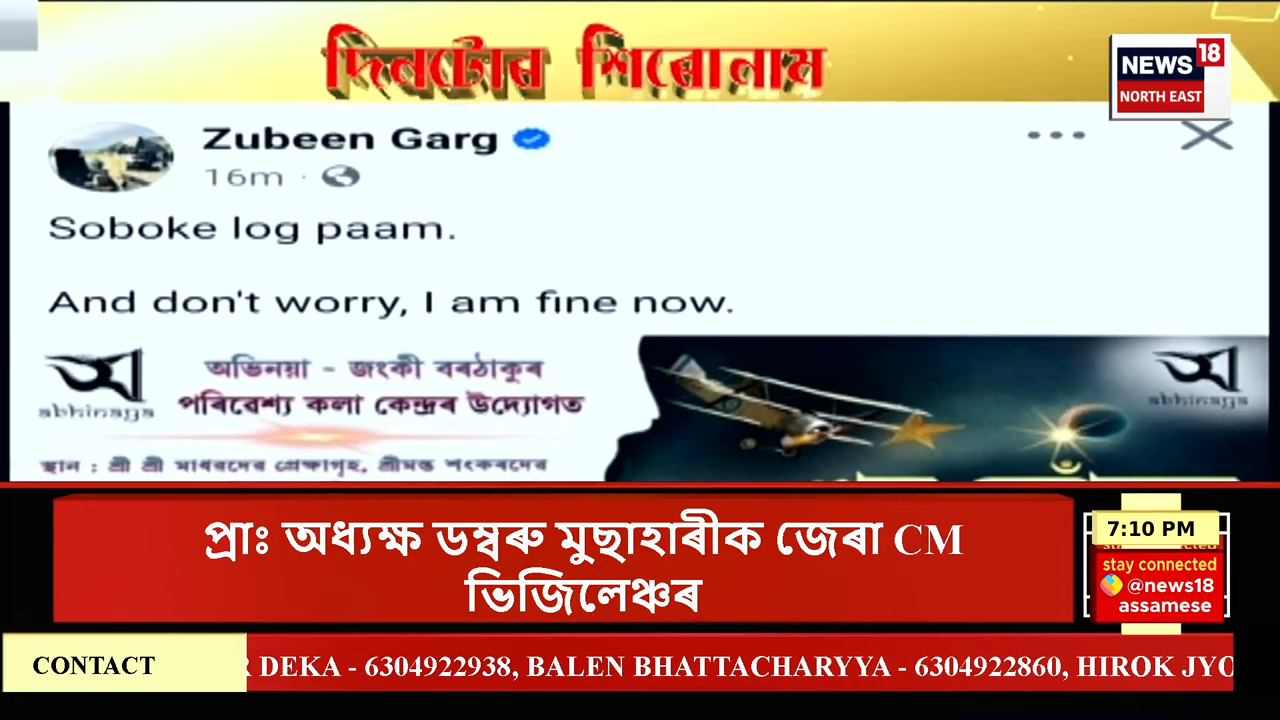 দিনটোৰ শিৰোনাম
NEWS 18
NORTH EAST
Zubeen Garg
16m ·
Soboke log paam.
And don't worry, I am fine now.
অভিনয়া - জংকী বৰঠাকুৰ
পৰিৱেশ্য কলা কেন্দ্ৰৰ উদ্যোগত
abhinaya
abhinaya
স্থান : শ্ৰী শ্ৰী মাধৱদেৱ প্ৰেক্ষাগৃহ, শ্ৰীমন্ত শংকৰদেৱ
প্ৰাঃ অধ্যক্ষ ডম্বৰু মুছাহাৰীক জেৰা CM
ভিজিলেঞ্চৰ
7:10 PM
stay connected
@news18
assamese
CONTACT
R DEKA - 6304922938, BALEN BHATTACHARYYA - 6304922860, HIROK JYO